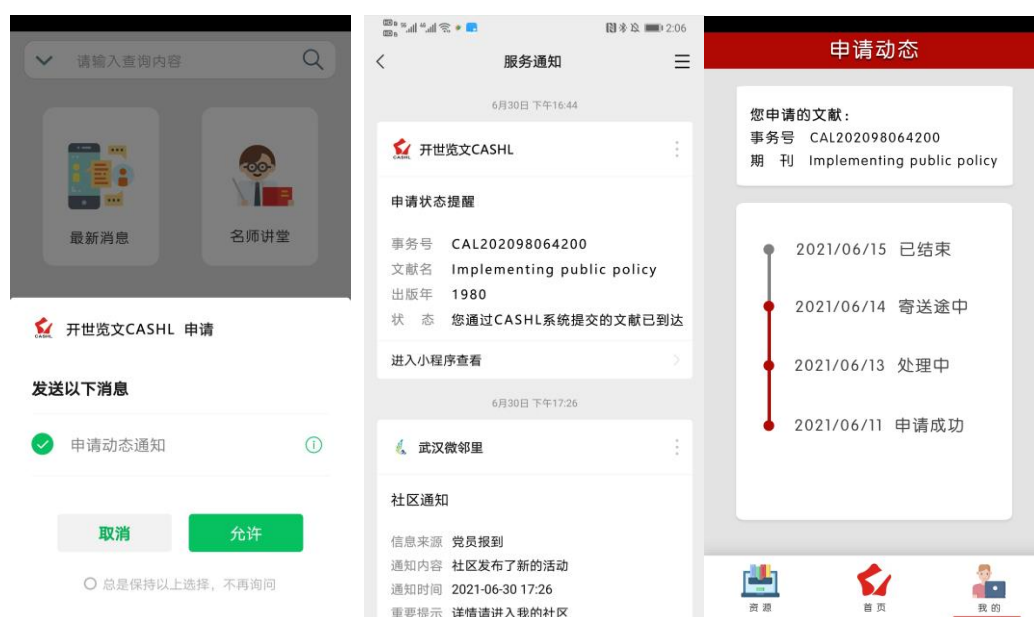 请输入查询内容
最新消息
名师讲堂
开世览文CASHL 申请
发送以下消息
申请动态通知
取消
允许
总是保持以上选择，不再询问
2:06
服务通知
6月30日 下午16:44
开世览文CASHL
申请状态提醒
事务号 CAL202098064200
文献名 Implementing public policy
出版年 1980
状 态 您通过CASHL系统提交的文献已到达
进入小程序查看
6月30日 下午17:26
武汉微邻里
社区通知
信息来源 党员报到
通知内容 社区发布了新的活动
通知时间 2021-06-30 17:26
重要提示 详情请进入我的社区
申请动态
您申请的文献：
事务号 CAL202098064200
期 刊 Implementing public policy
2021/06/15 已结束
2021/06/14 寄送途中
2021/06/13 处理中
2021/06/11 申请成功
资源
首页
我的